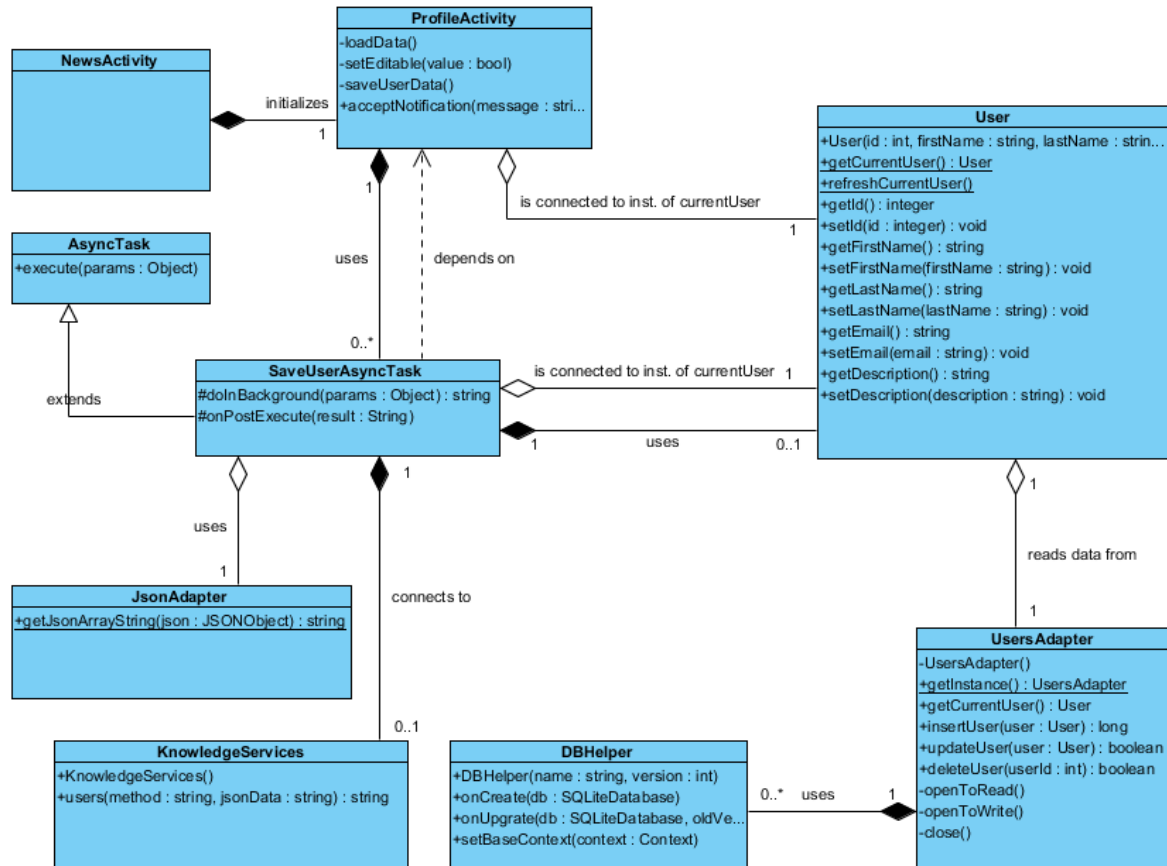 ProfileActivity
-loadData()
-setEditable(value : bool)
-saveUserData()
+acceptNotification(message : stri...
NewsActivity
initializes
1
1
is connected to inst. of currentUser
1
User
+User(id : int, firstName : string, lastName : strin...
+getCurrentUser() : User
+refreshCurrentUser()
+getId() : integer
+setId(id : integer) : void
+getFirstName() : string
+setFirstName(firstName : string) : void
+getLastName() : string
+setLastName(lastName : string) : void
+getEmail() : string
+setEmail(email : string) : void
+getDescription() : string
+setDescription(description : string) : void
AsyncTask
+execute(params : Object)
uses
depends on
0..*
extends
SaveUserAsyncTask
#doInBackground(params : Object) : string
#onPostExecute(result : String)
is connected to inst. of currentUser
1
1
uses
0..1
1
1
uses
1
reads data from
1
JsonAdapter
+getJsonArrayString(json : JSONObject) : string
connects to
0..1
UsersAdapter
-UsersAdapter()
+getInstance() : UsersAdapter
+getCurrentUser() : User
+insertUser(user : User) : long
+updateUser(user : User) : boolean
+deleteUser(userId : int) : boolean
-openToRead()
-openToWrite()
-close()
KnowledgeServices
+KnowledgeServices()
+users(method : string, jsonData : string) : string
DBHelper
+DBHelper(name : string, version : int)
+onCreate(db : SQLiteDatabase)
+onUpgrate(db : SQLiteDatabase, oldVe...
+setBaseContext(context : Context)
0..*
uses
1